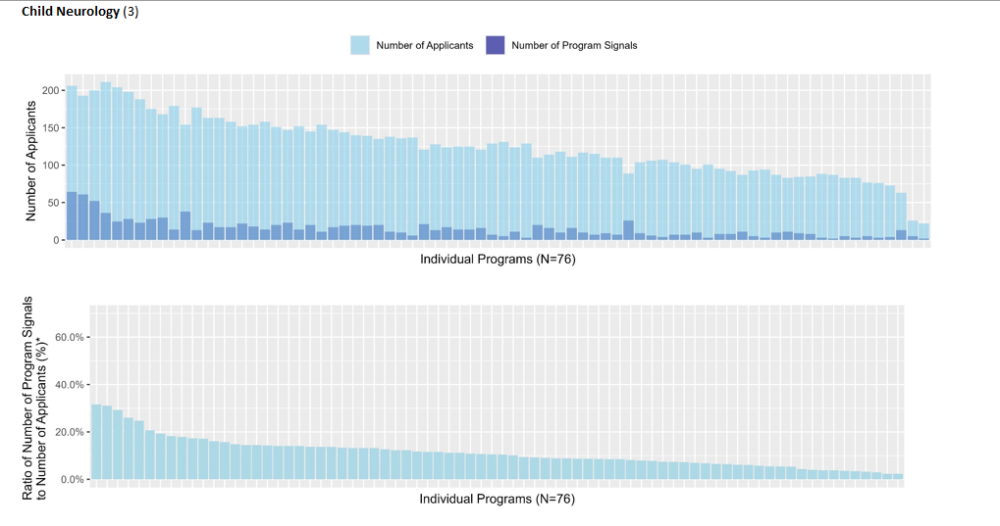 Child Neurology (3)
Number of Applicants
Number of Program Signals
Number of Applicants
200
150
100
50
0
Individual Programs (N=76)
Ratio of Number of Program Signals
to Number of Applicants (%)*
60.0%
40.0%
20.0%
0.0%
Individual Programs (N=76)